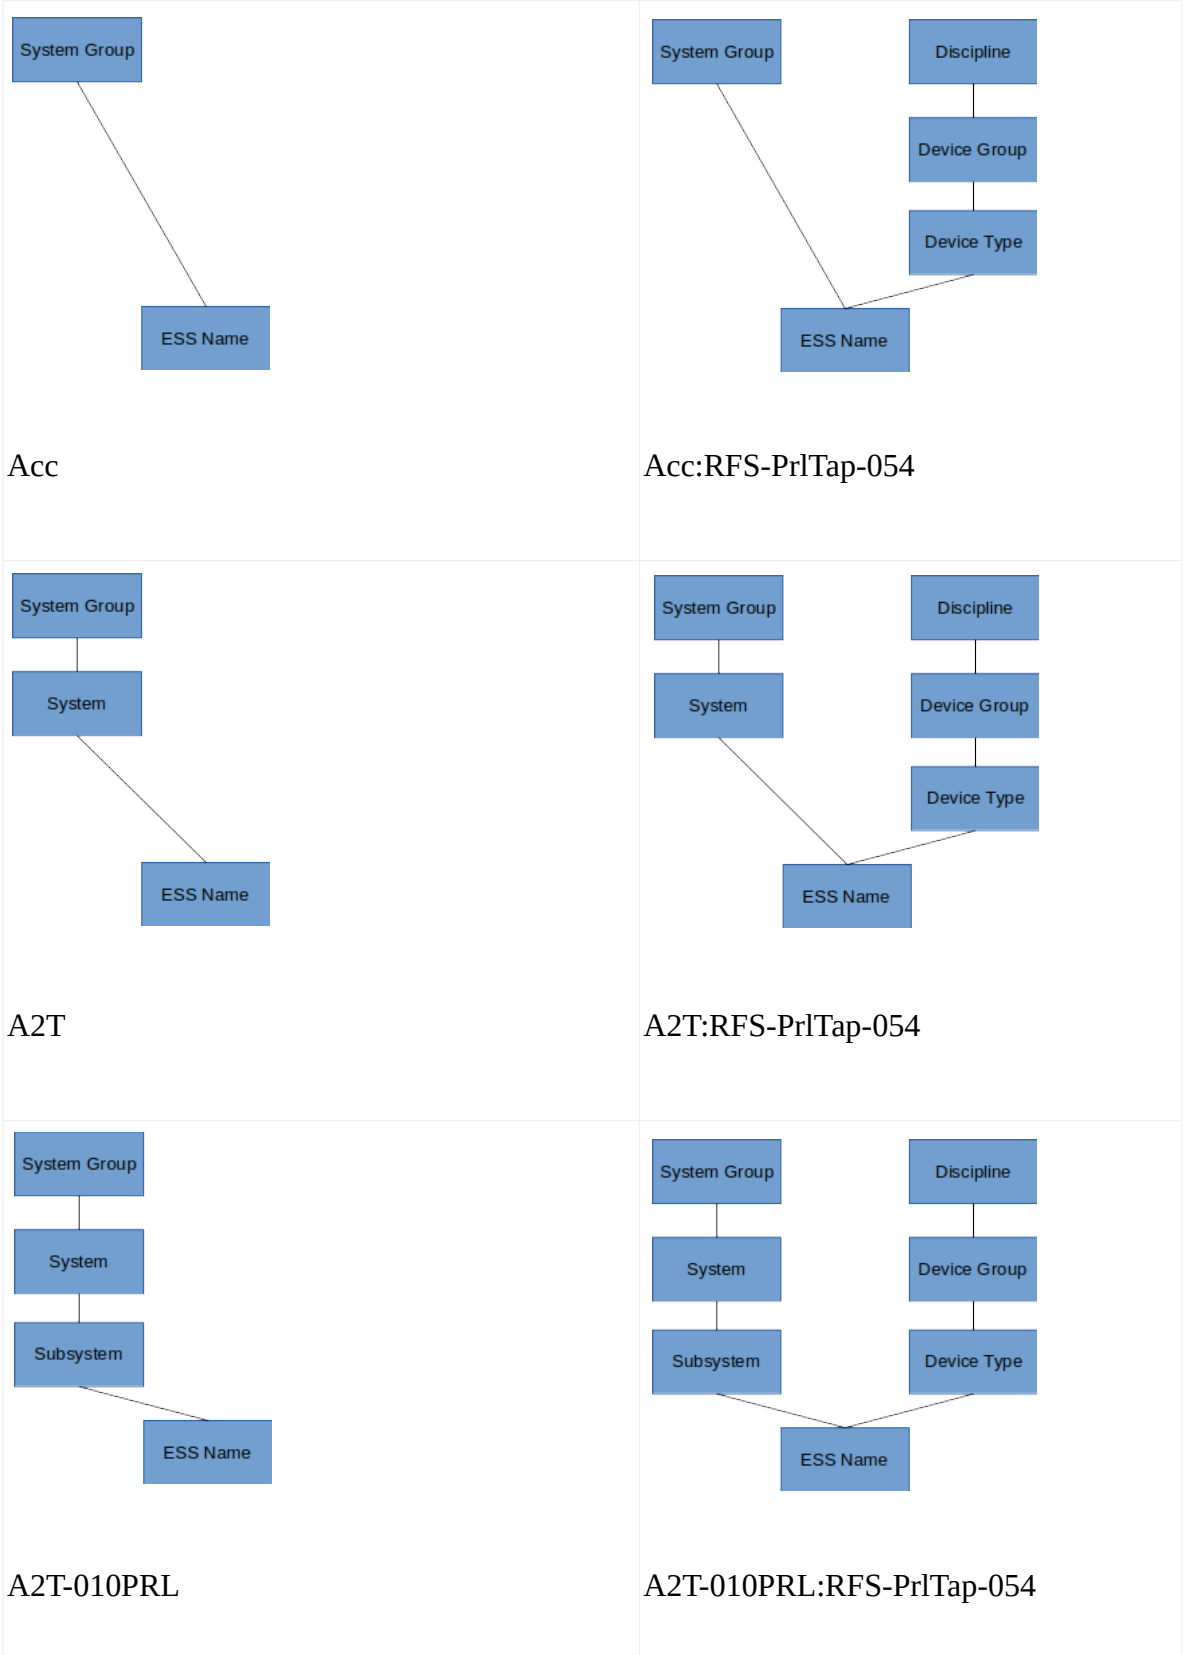 System Group
ESS Name
Acc
System Group
Discipline
Device Group
Device Type
ESS Name
Acc:RFS-PrlTap-054
System Group
System
ESS Name
A2T
System Group
Discipline
System
Device Group
Device Type
ESS Name
A2T:RFS-PrlTap-054
System Group
System
Subsystem
ESS Name
A2T-010PRL
System Group
Discipline
System
Device Group
Subsystem
Device Type
ESS Name
A2T-010PRL:RFS-PrlTap-054